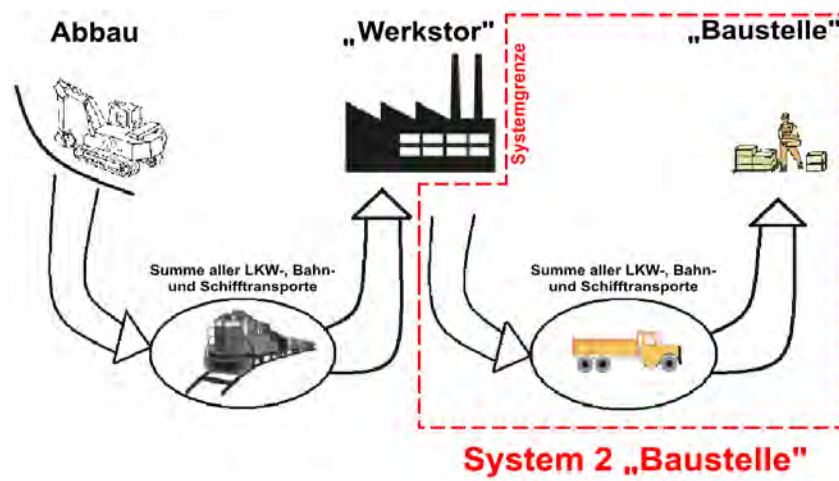 Abbau
„Werkstor"
„Baustelle"
Systemgrenze
Summe aller LKW-, Bahn-
und Schifftransporte
Summe aller LKW-, Bahn-
und Schifftransporte
System 2 „Baustelle"